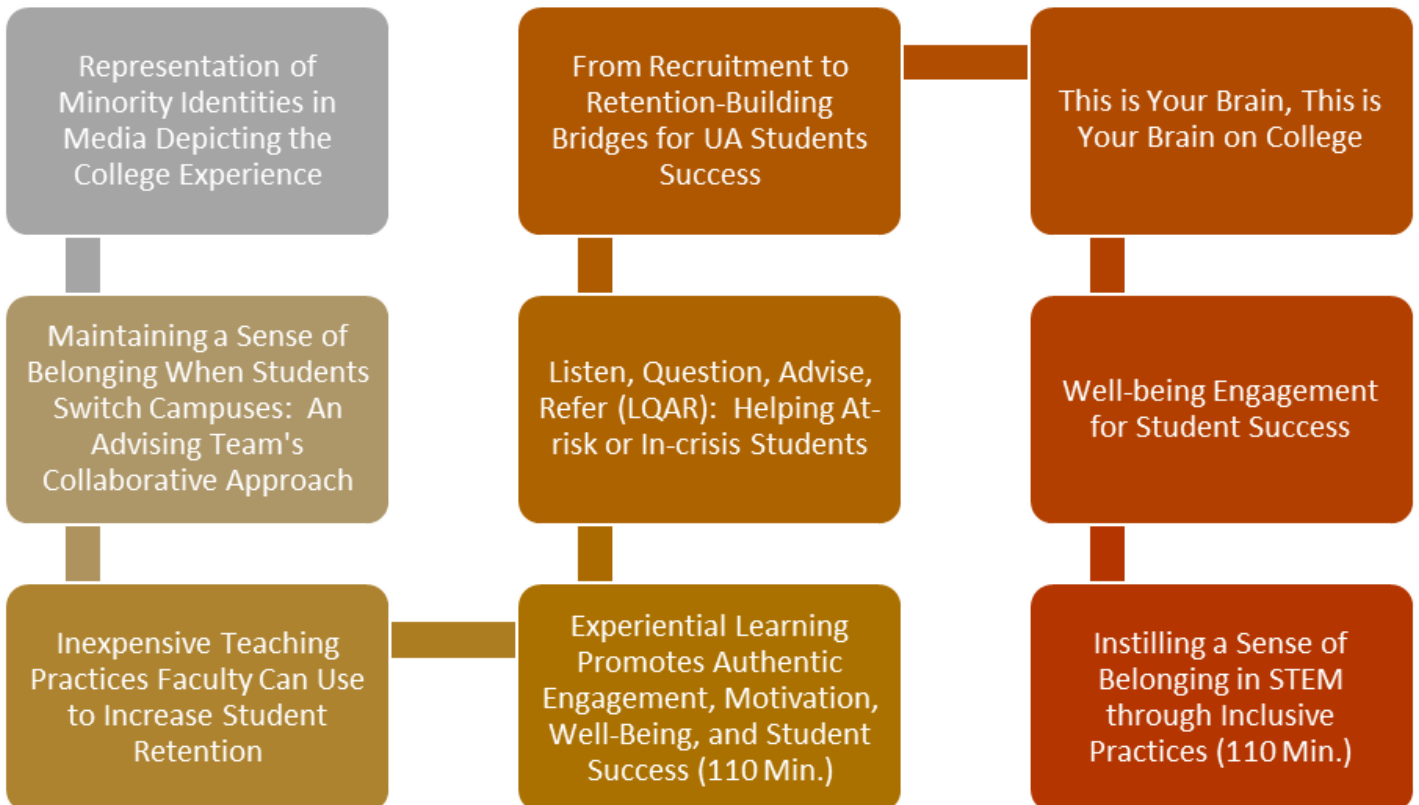 Representation of
Minority Identities in
Media Depicting the
College Experience
Maintaining a Sense of
Belonging When Students
Switch Campuses:  An
Advising Team's
Collaborative Approach
Inexpensive Teaching
Practices Faculty Can Use
to Increase Student
Retention
Experiential Learning
Promotes Authentic
Engagement, Motivation,
Well-Being, and Student
Success (110 Min.)
Listen, Question, Advise,
Refer (LQAR):  Helping At-
risk or In-crisis Students
From Recruitment to
Retention-Building
Bridges for UA Students
Success
This is Your Brain, This is
Your Brain on College
Well-being Engagement
for Student Success
Instilling a Sense of
Belonging in STEM
through Inclusive
Practices (110 Min.)